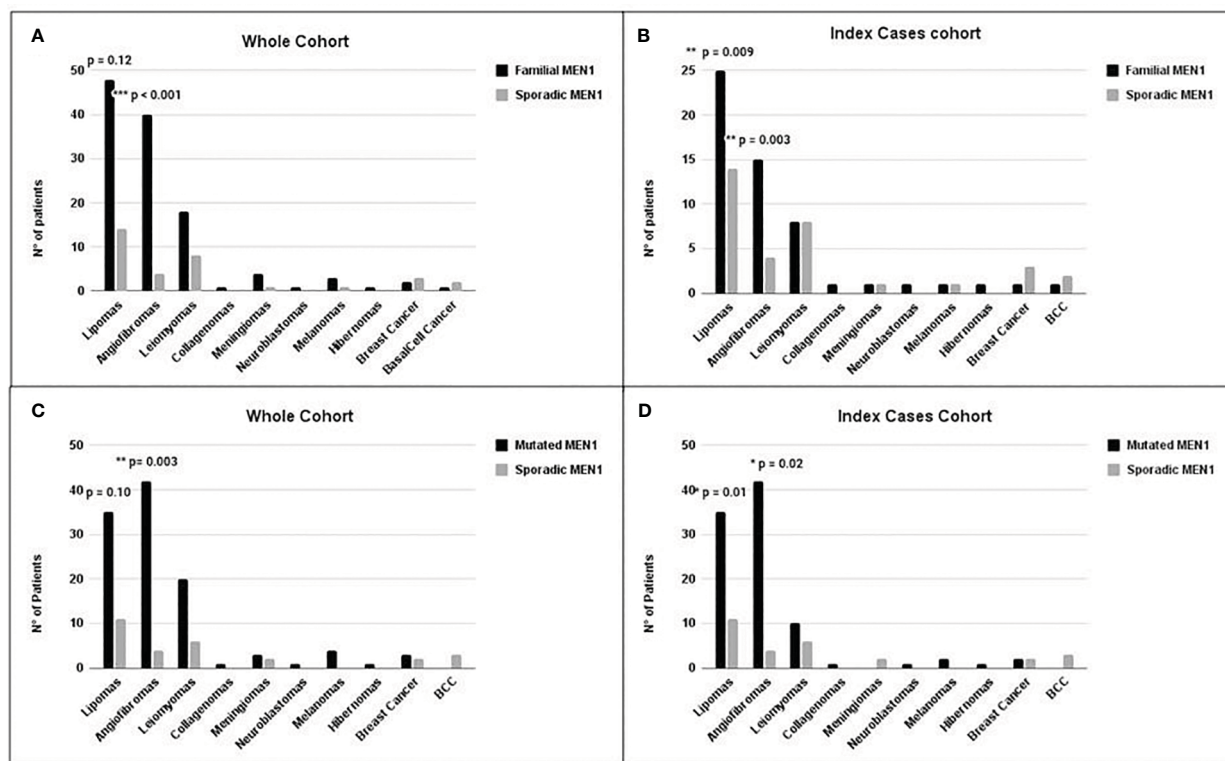 A
Whole Cohort
p = 0.12
*** p < 0.001
Familial MEN1
Sporadic MEN1
N° of patients
50
40
30
20
10
0
Lipomas
Angiofibromas
Leiomyomas
Collagenomas
Meningiomas
Neuroblastomas
Melanomas
Hibernomas
Breast Cancer
BasalCell Cancer
B
Index Cases cohort
** p = 0.009
** p = 0.003
Familial MEN1
Sporadic MEN1
N° of patients
25
20
15
10
5
0
Lipomas
Angiofibromas
Leiomyomas
Collagenomas
Meningiomas
Neuroblastomas
Melanomas
Hibernomas
Breast Cancer
BCC
C
Whole Cohort
** p= 0.003
p = 0.10
Mutated MEN1
Sporadic MEN1
N° of Patients
50
40
30
20
10
0
Lipomas
Angiofibromas
Leiomyomas
Collagenomas
Meningiomas
Neuroblastomas
Melanomas
Hibernomas
Breast Cancer
BCC
D
Index Cases Cohort
* p = 0.02
* p = 0.01
Mutated MEN1
Sporadic MEN1
N° of Patients
50
40
30
20
10
0
Lipomas
Angiofibromas
Leiomyomas
Collagenomas
Meningiomas
Neuroblastomas
Melanomas
Hibernomas
Breast Cancer
BCC